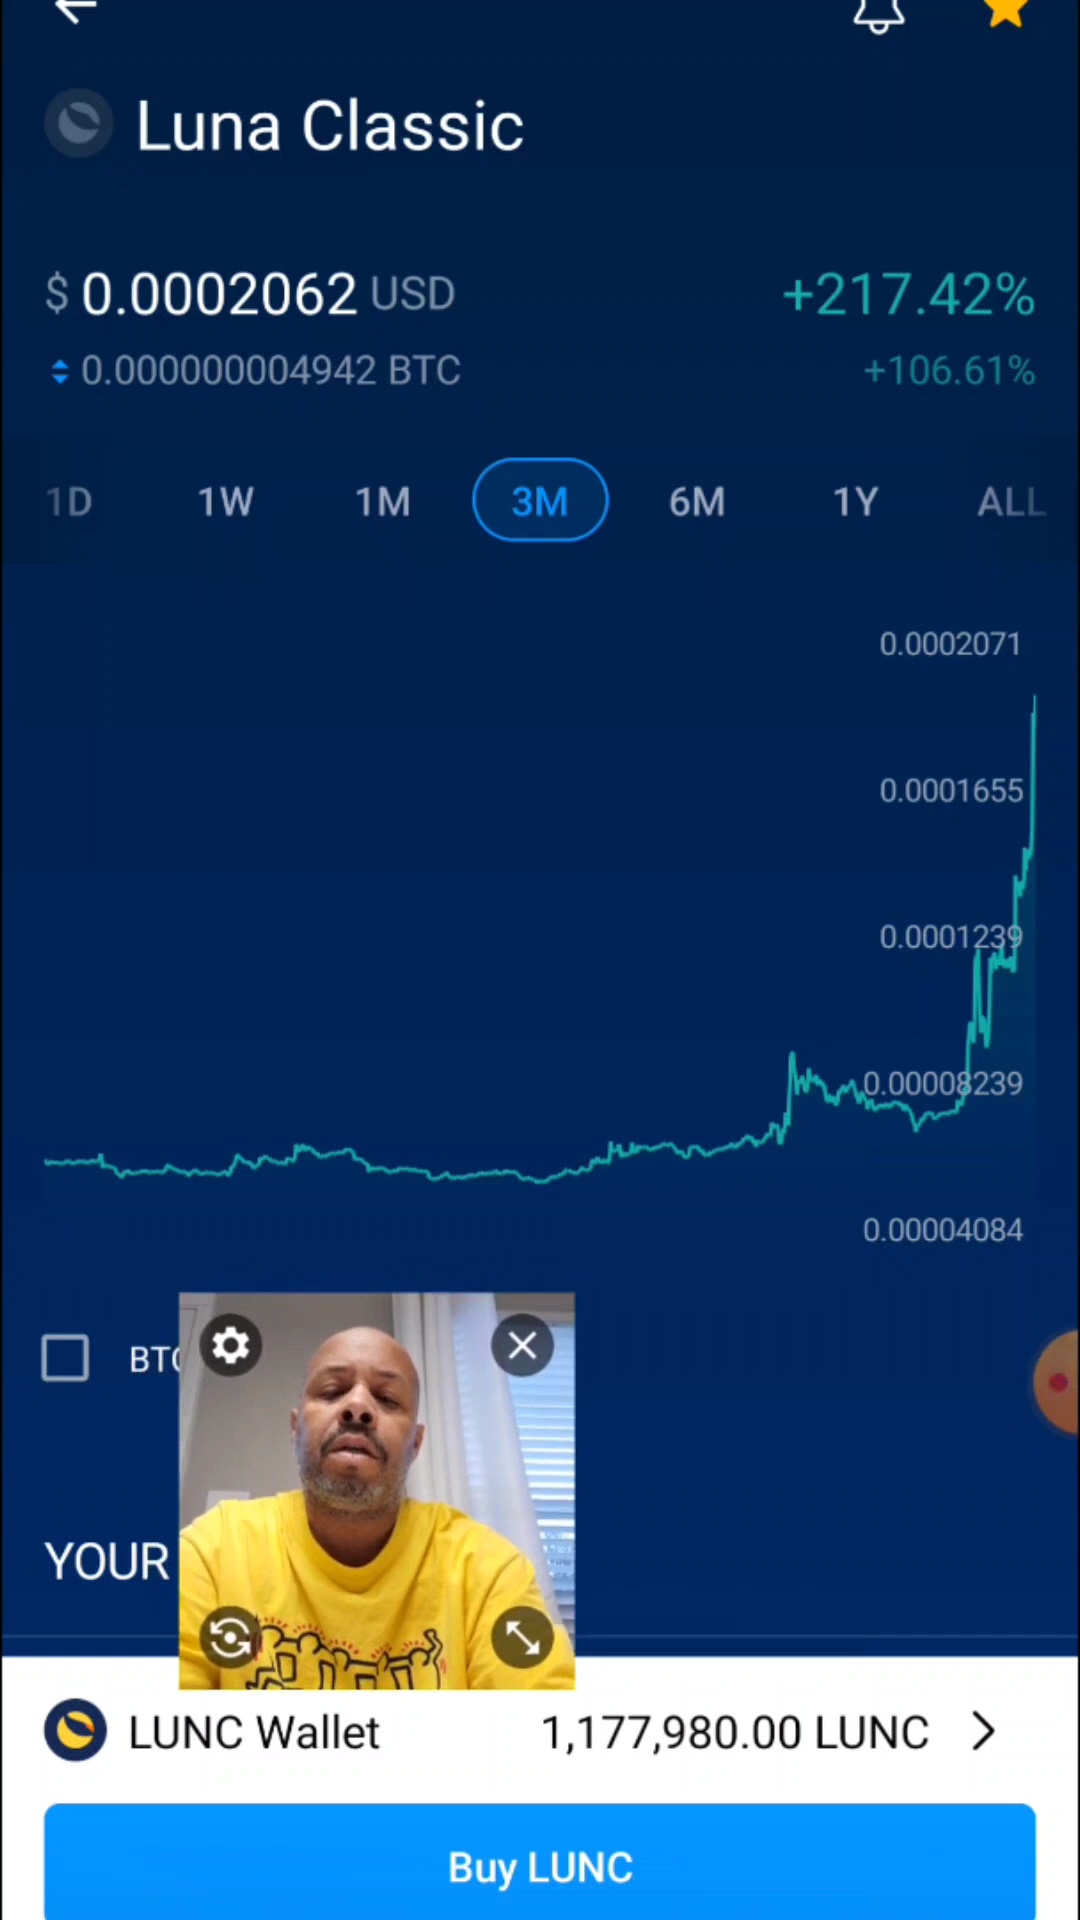 Luna Classic
$ 0.0002062 USD +217.42%
0.000000004942 BTC +106.61%
1D 1W 1M 3M 6M 1Y ALL
0.0002071
0.0001655
0.0001239
0.00008239
0.00004084
BTC
YOUR
LUNC Wallet 1,177,980.00 LUNC
Buy LUNC